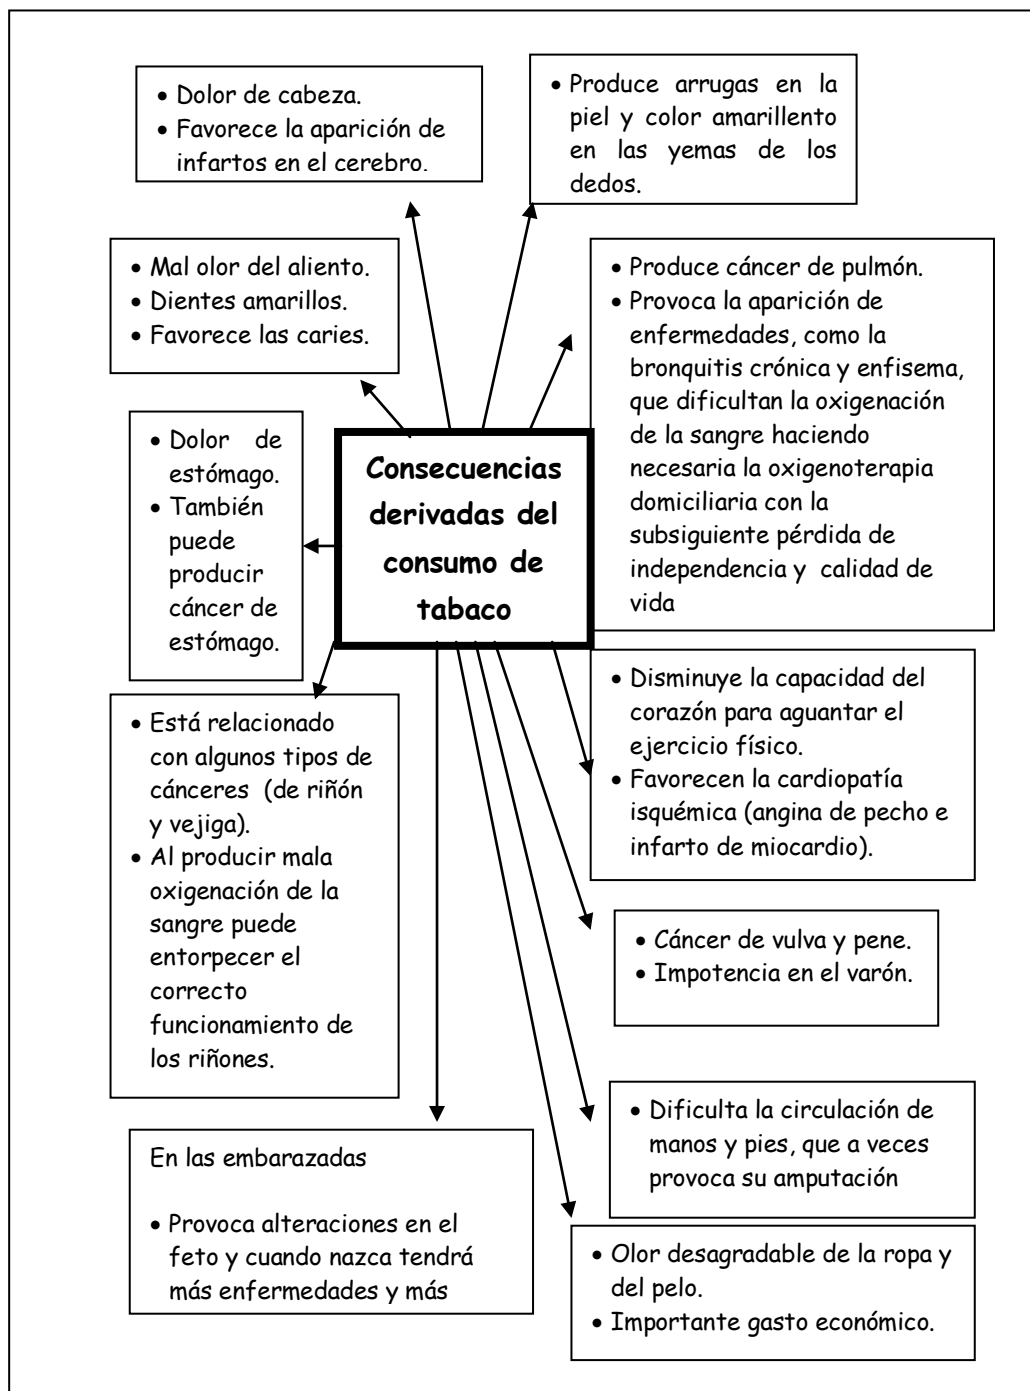 • Dolor de cabeza.
• Favorece la aparición de
infartos en el cerebro.
• Produce arrugas en la
piel y color amarillento
en las yemas de los
dedos.
• Mal olor del aliento.
• Dientes amarillos.
• Favorece las caries.
• Produce cáncer de pulmón.
• Provoca la aparición de
enfermedades, como la
bronquitis crónica y enfisema,
que dificultan la oxigenación
de la sangre haciendo
necesaria la oxigenoterapia
domiciliaria con la
subsiguiente pérdida de
independencia y calidad de
vida
• Dolor de
estómago.
• También
puede
producir
cáncer de
estómago.
Consecuencias
derivadas del
consumo de
tabaco
• Está relacionado
con algunos tipos de
cánceres (de riñón
y vejiga).
• Al producir mala
oxigenación de la
sangre puede
entorpecer el
correcto
funcionamiento de
los riñones.
• Disminuye la capacidad del
corazón para aguantar el
ejercicio físico.
• Favorecen la cardiopatía
isquémica (angina de pecho e
infarto de miocardio).
• Cáncer de vulva y pene.
• Impotencia en el varón.
• Dificulta la circulación de
manos y pies, que a veces
provoca su amputación
En las embarazadas
• Provoca alteraciones en el
feto y cuando nazca tendrá
más enfermedades y más
• Olor desagradable de la ropa y
del pelo.
• Importante gasto económico.